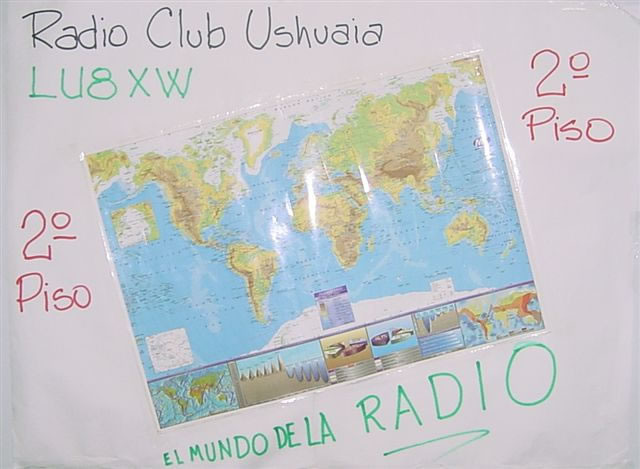 Radio Club Ushuaia
LU8XW
2º
Piso
2º
Piso
EL MUNDO DE LA RADIO